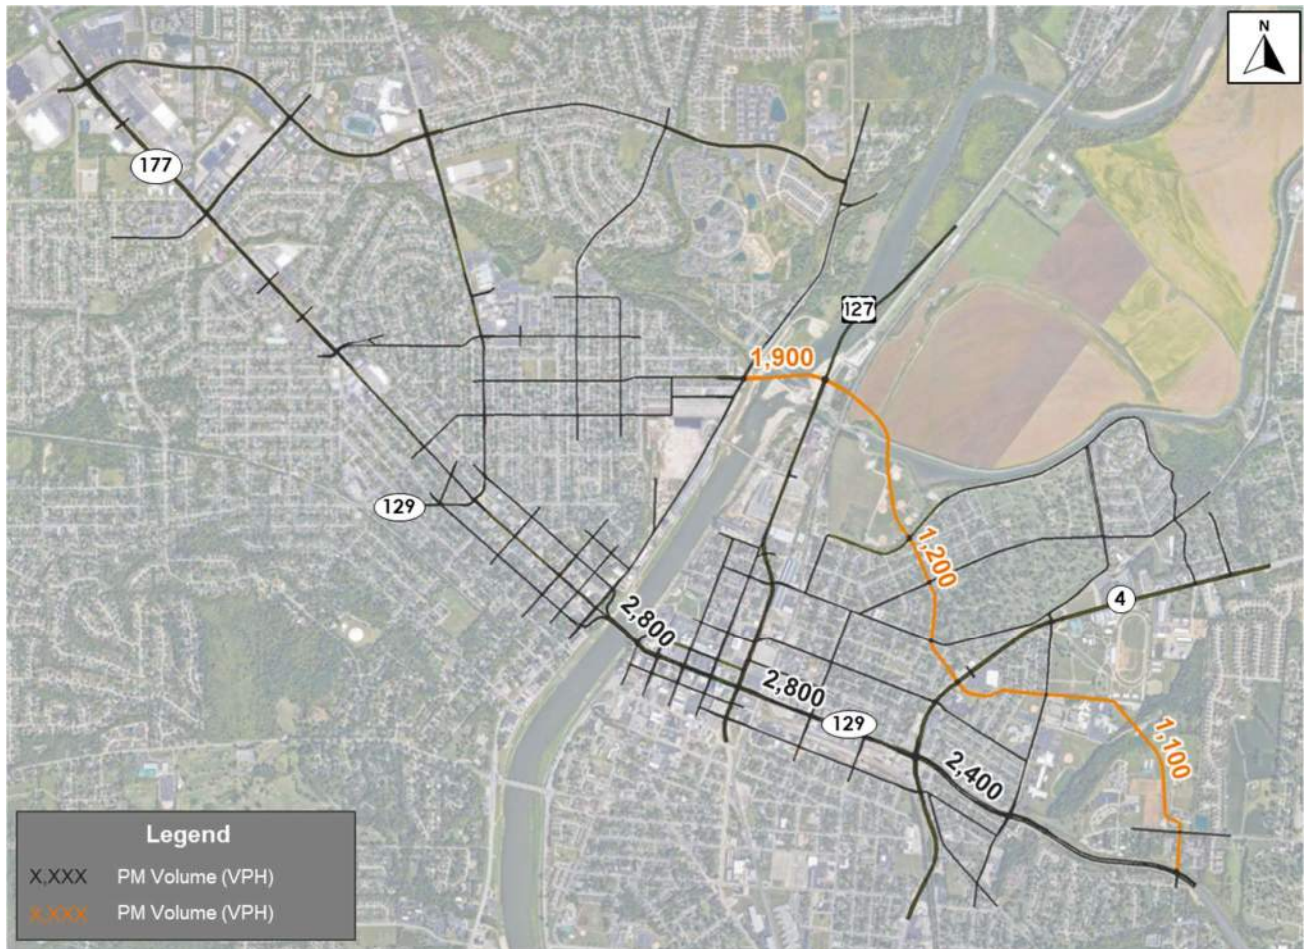 N
177
127
1,900
129
1,200
4
2,800
2,800
129
2,400
1,100
Legend
X,XXX PM Volume (VPH)
X,XXX PM Volume (VPH)